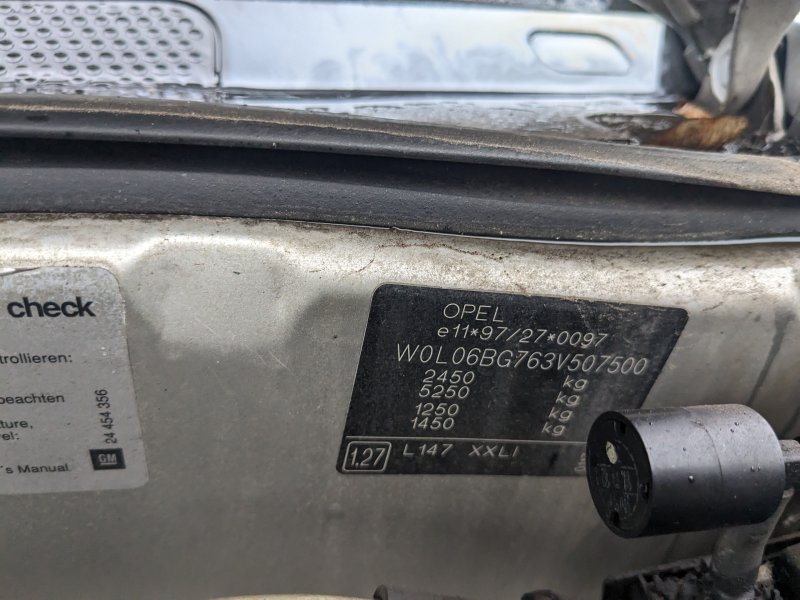 check
trollieren:
beachten
ture,
vel:
's Manual
24 454 356
GM
OPEL
e11*97/27*0097
W0L06BG763V507500
2450 kg
5250 kg
1250 kg
1450 kg
1.27 L147 XXLI